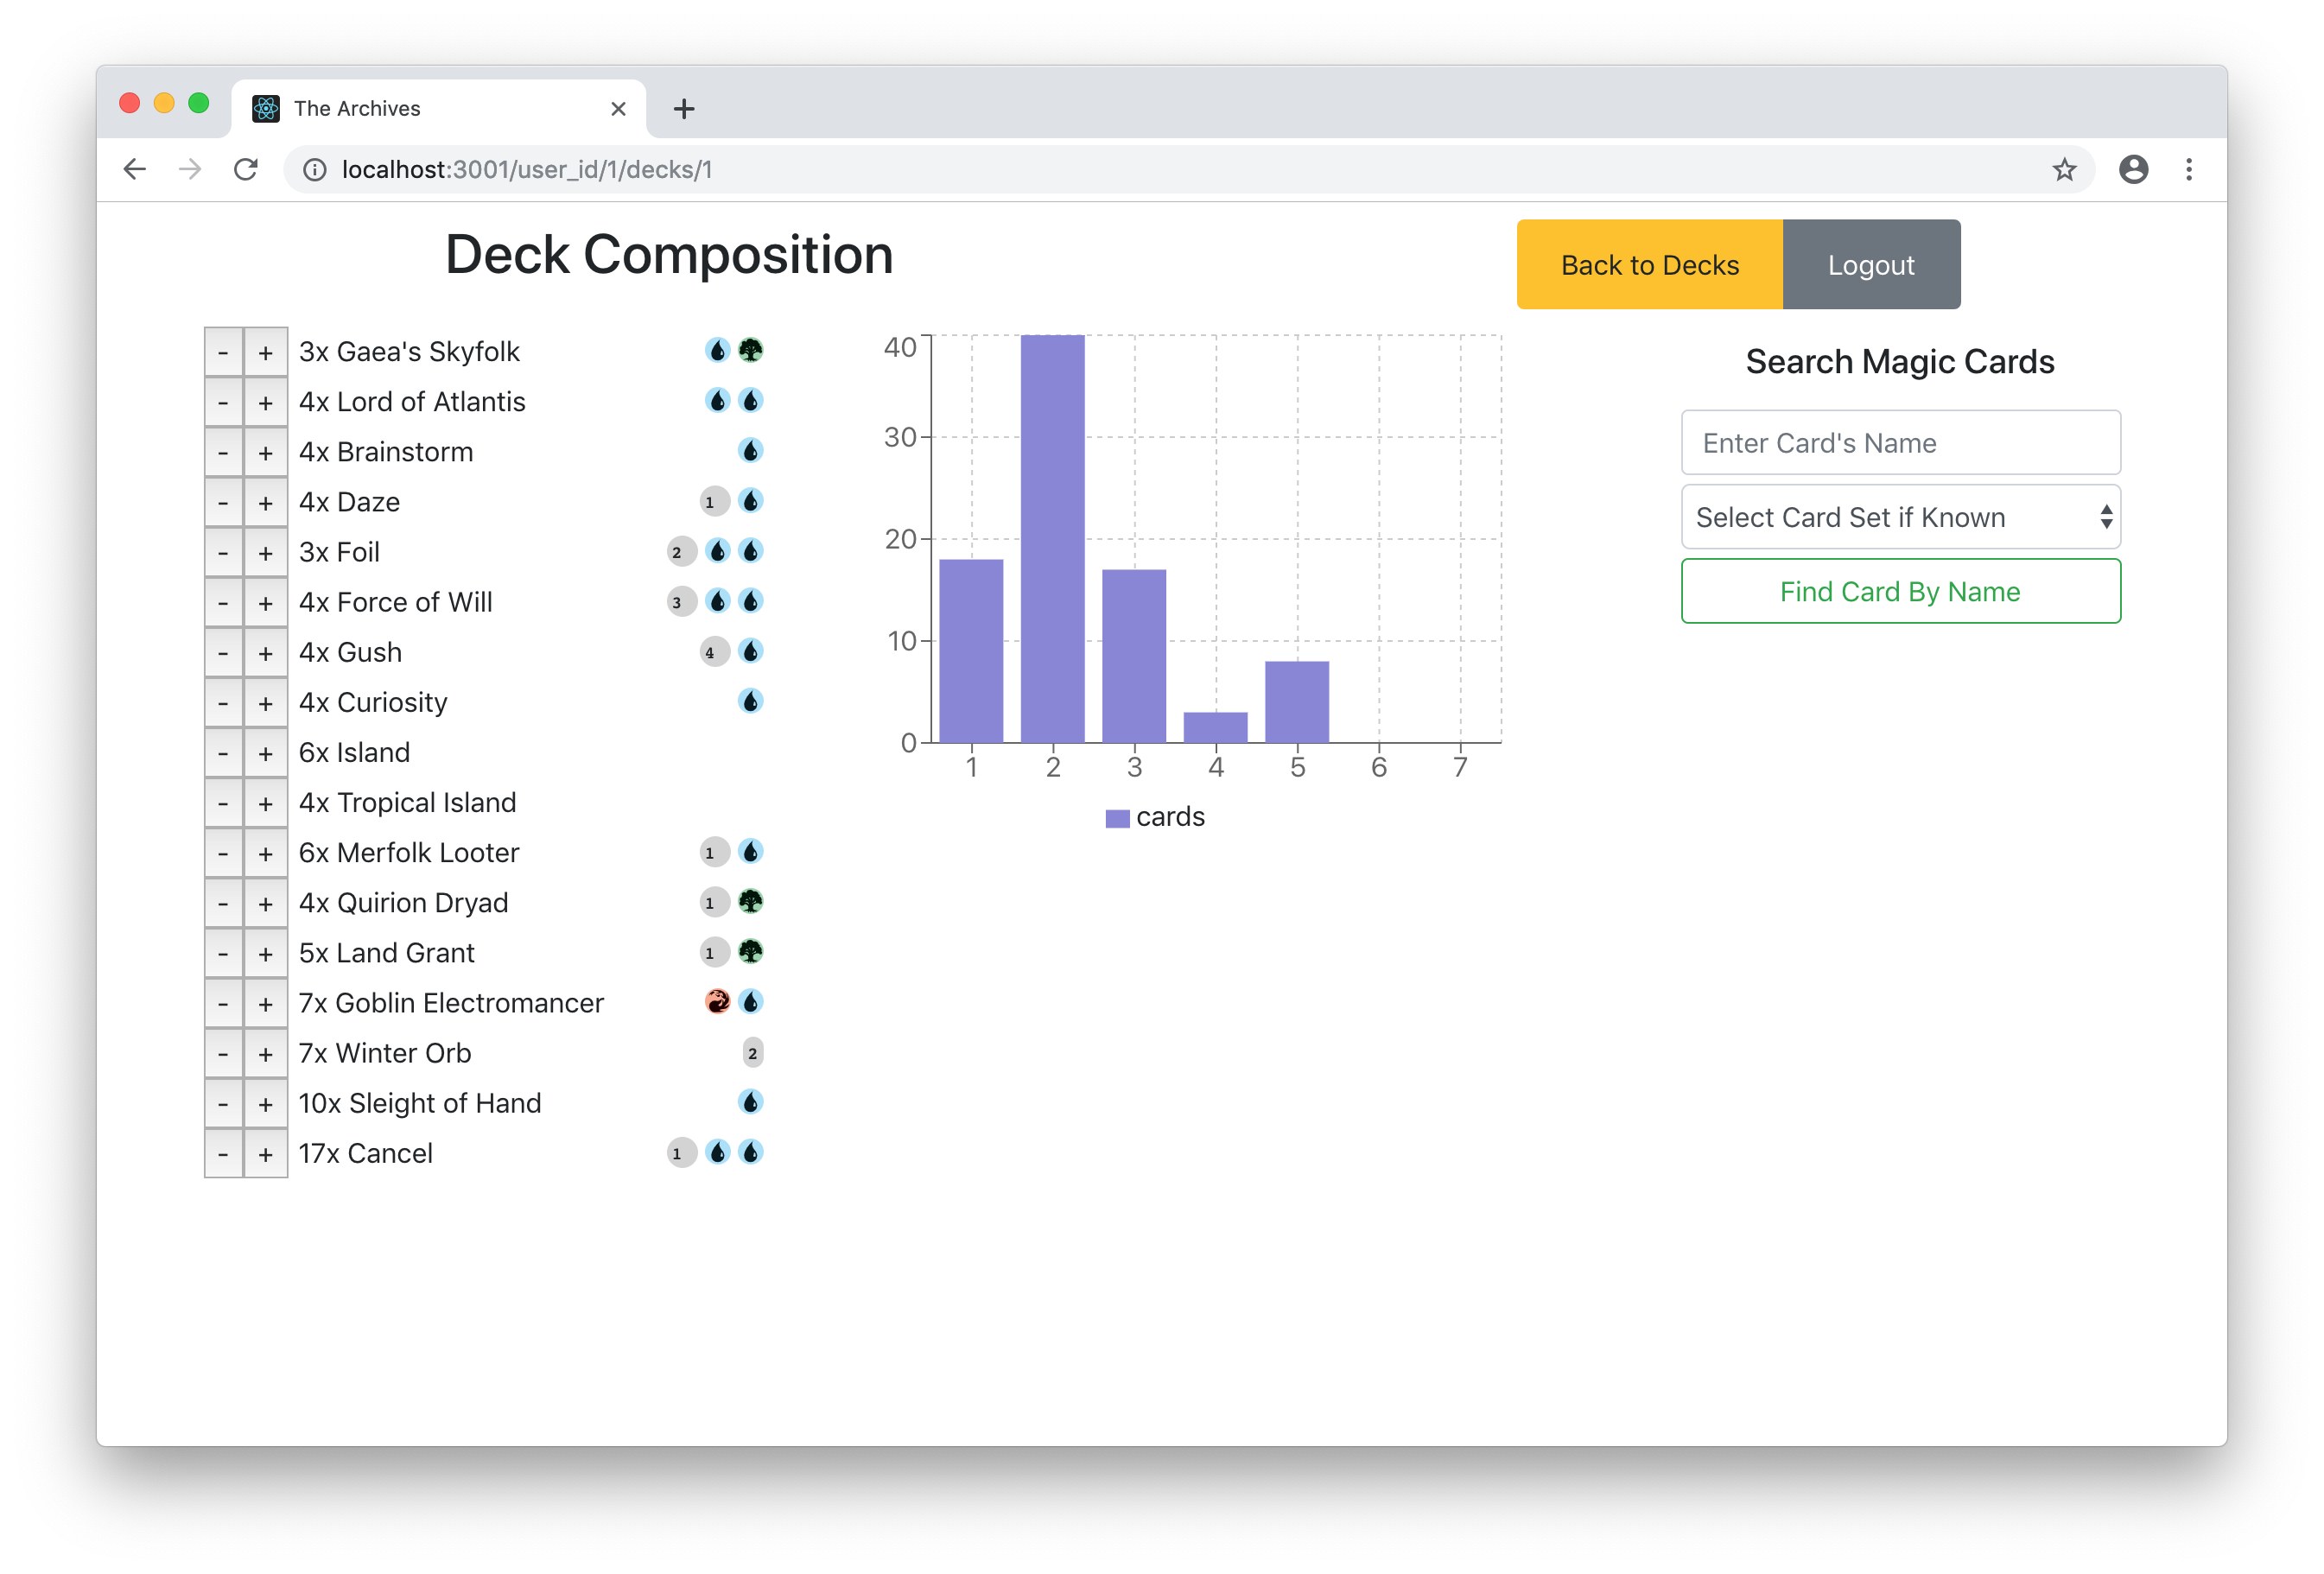 The Archives
localhost:3001/user_id/1/decks/1
Deck Composition
Back to Decks
Logout
- + 3x Gaea's Skyfolk
- + 4x Lord of Atlantis
- + 4x Brainstorm
- + 4x Daze 1
- + 3x Foil 2
- + 4x Force of Will 3
- + 4x Gush 4
- + 4x Curiosity
- + 6x Island
- + 4x Tropical Island
- + 6x Merfolk Looter 1
- + 4x Quirion Dryad 1
- + 5x Land Grant 1
- + 7x Goblin Electromancer
- + 7x Winter Orb 2
- + 10x Sleight of Hand
- + 17x Cancel 1
40
30
20
10
0
1 2 3 4 5 6 7
cards
Search Magic Cards
Enter Card's Name
Select Card Set if Known
Find Card By Name